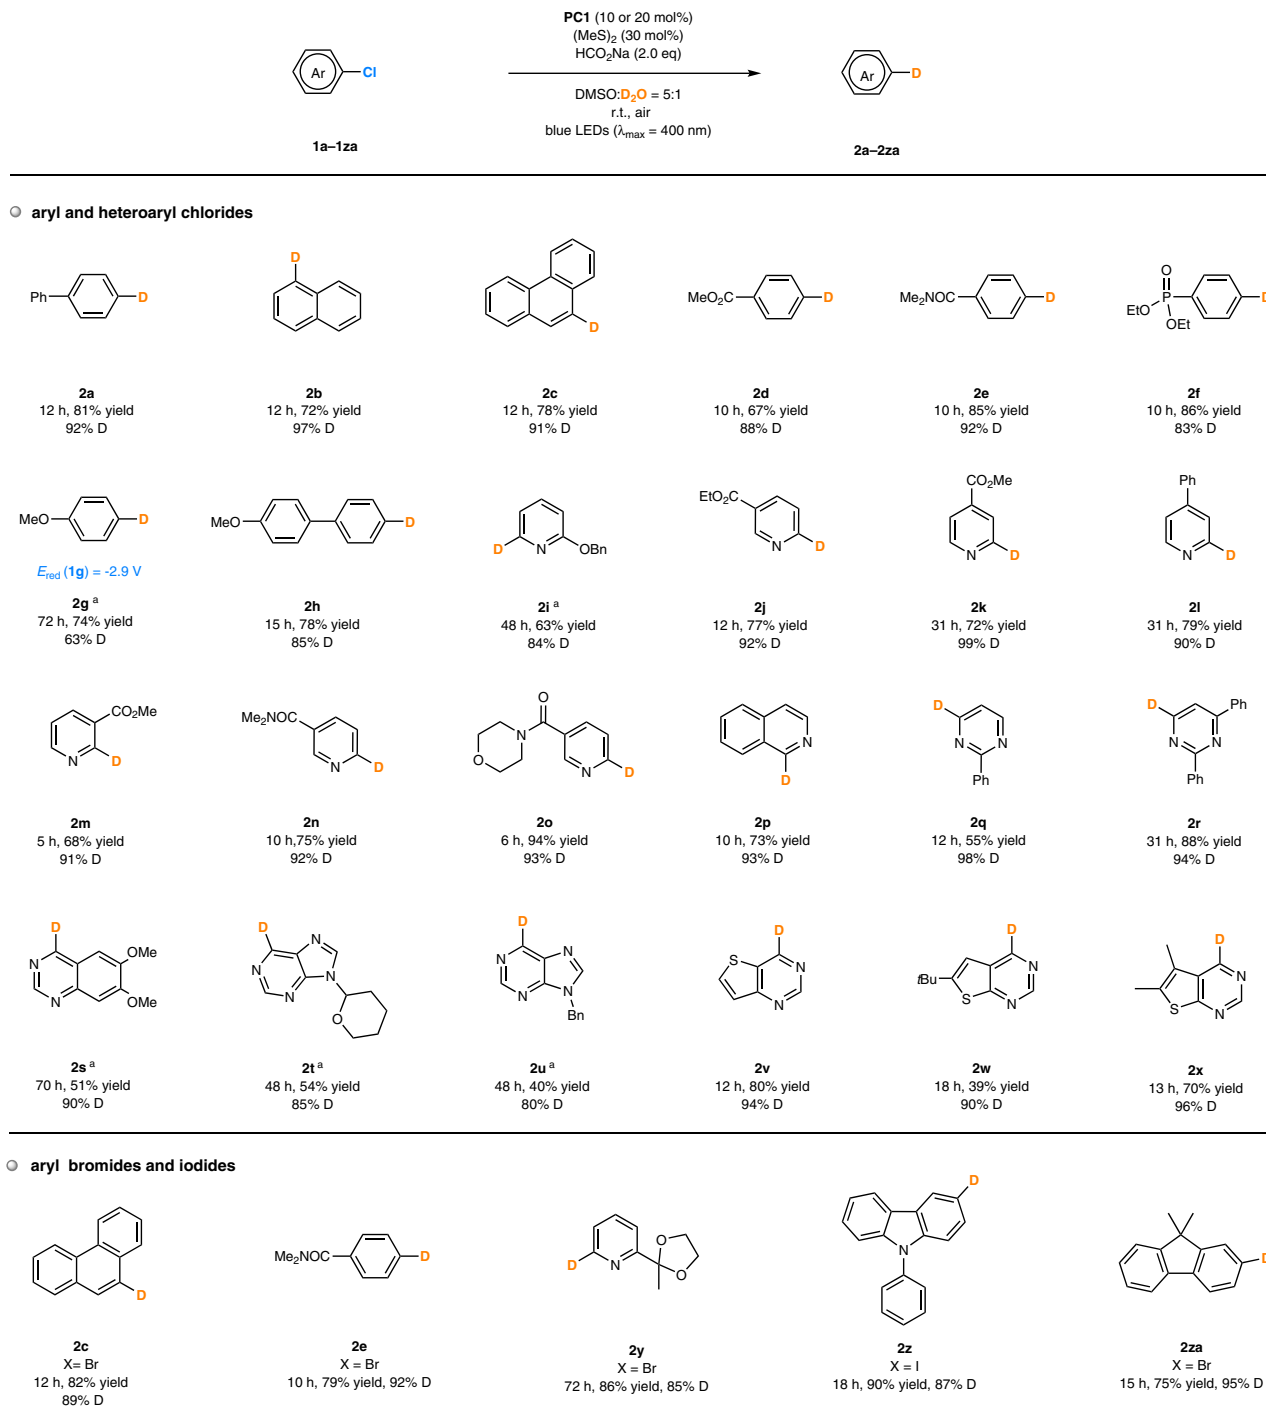 PC1 (10 or 20 mol%)
(MeS)2 (30 mol%)
HCO2Na (2.0 eq)
Ar Cl
Ar D
DMSO:D2O = 5:1
r.t., air
blue LEDs (λmax = 400 nm)
1a–1za
2a–2za
aryl and heteroaryl chlorides
Ph D
D
D
MeO2C D
Me2NOC D
O P EtO OEt D
2a 2b 2c 2d 2e 2f
12 h, 81% yield 12 h, 72% yield 12 h, 78% yield 10 h, 67% yield 10 h, 85% yield 10 h, 86% yield
92% D 97% D 91% D 88% D 92% D 83% D
MeO D
MeO D
D N OBn
EtO2C N D
CO2Me N D
Ph N D
Ered (1g) = -2.9 V
2g a 2h 2i a 2j 2k 2l
72 h, 74% yield 15 h, 78% yield 48 h, 63% yield 12 h, 77% yield 31 h, 72% yield 31 h, 79% yield
63% D 85% D 84% D 92% D 99% D 90% D
CO2Me N D
Me2NOC N D
O N O N D
N D
D N N Ph
D Ph N N Ph
2m 2n 2o 2p 2q 2r
5 h, 68% yield 10 h,75% yield 6 h, 94% yield 10 h, 73% yield 12 h, 55% yield 31 h, 88% yield
91% D 92% D 93% D 93% D 98% D 94% D
D N N OMe OMe
D N N N N O
D N N N N Bn
D S N N
D tBu S N N
D S N N
2s a 2t a 2u a 2v 2w 2x
70 h, 51% yield 48 h, 54% yield 48 h, 40% yield 12 h, 80% yield 18 h, 39% yield 13 h, 70% yield
90% D 85% D 80% D 94% D 90% D 96% D
aryl bromides and iodides
D
Me2NOC D
D N O O
D N
D
2c 2e 2y 2z 2za
X= Br X = Br X = Br X = I X = Br
12 h, 82% yield 10 h, 79% yield, 92% D 72 h, 86% yield, 85% D 18 h, 90% yield, 87% D 15 h, 75% yield, 95% D
89% D